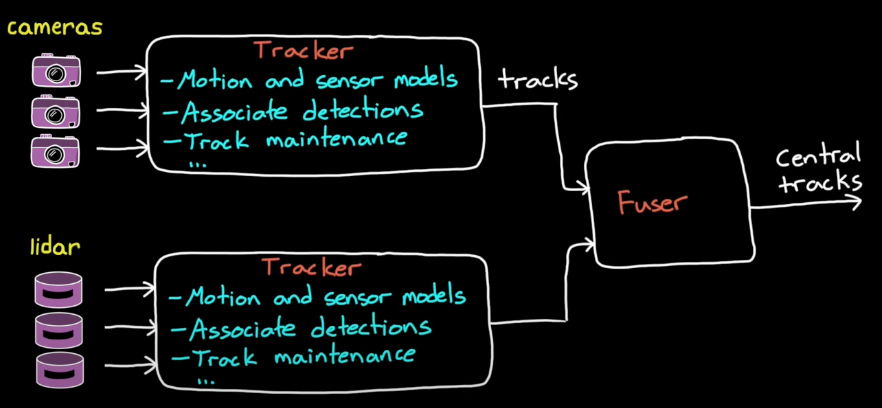 cameras
Tracker
- Motion and sensor models
- Associate detections
- Track maintenance
...
tracks
Fuser
Central
tracks
lidar
Tracker
- Motion and sensor models
- Associate detections
- Track maintenance
...